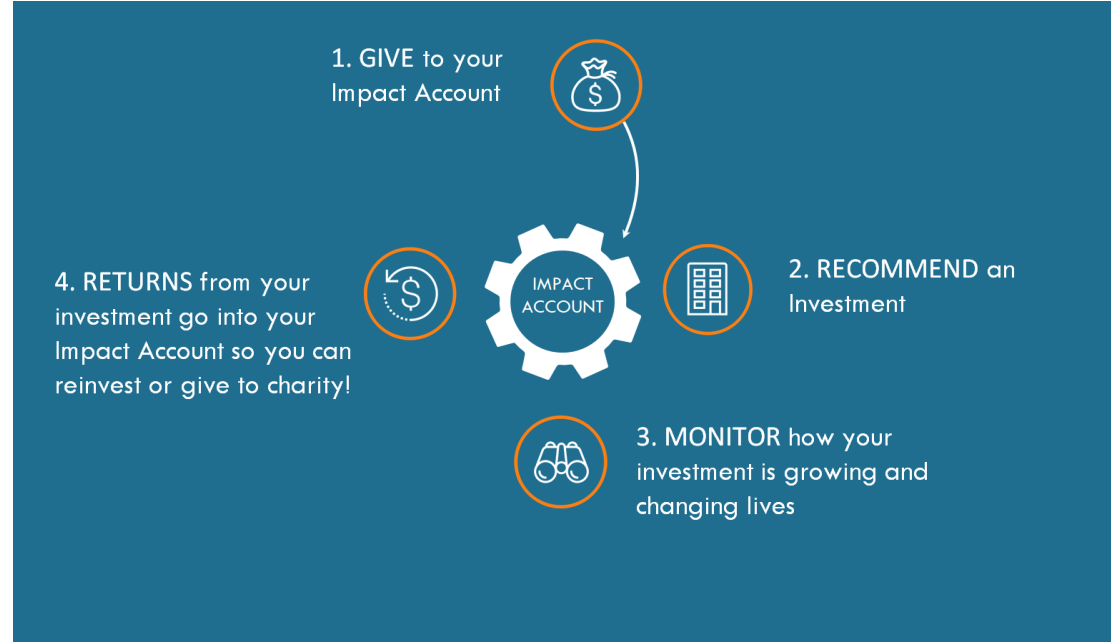 1. GIVE to your
Impact Account
$
IMPACT
ACCOUNT
2. RECOMMEND an
Investment
3. MONITOR how your
investment is growing and
changing lives
4. RETURNS from your
investment go into your
Impact Account so you can
reinvest or give to charity!
$